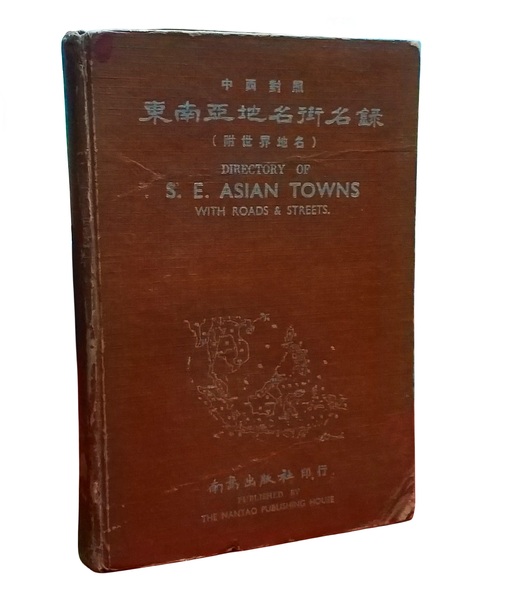 中西對照
東南亞地名街名錄
(附世界地名)
DIRECTORY OF
S. E. ASIAN TOWNS
WITH ROADS & STREETS.
南島出版社 印行
PUBLISHED BY
THE NANTAO PUBLISHING HOUSE